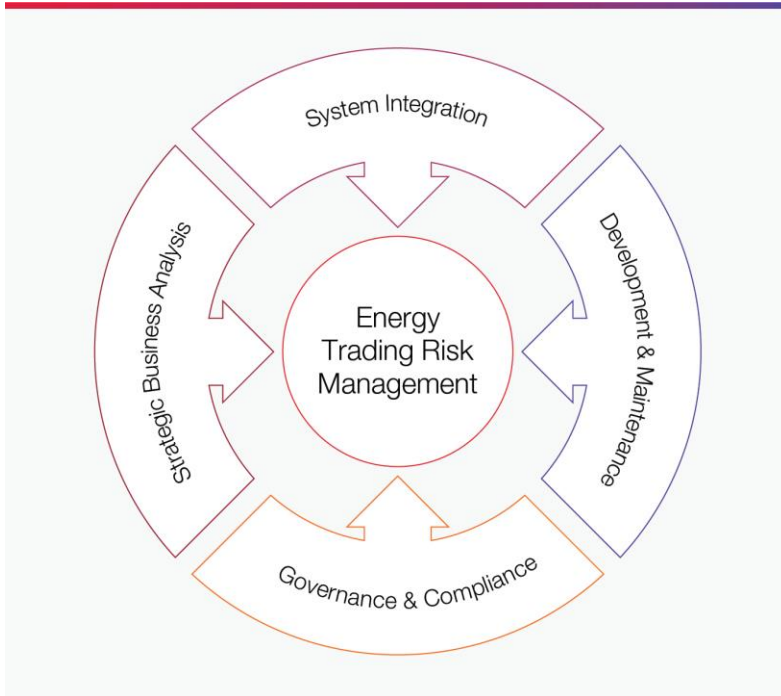 System Integration
Strategic Business Analysis
Energy
Trading Risk
Management
Development & Maintenance
Governance & Compliance